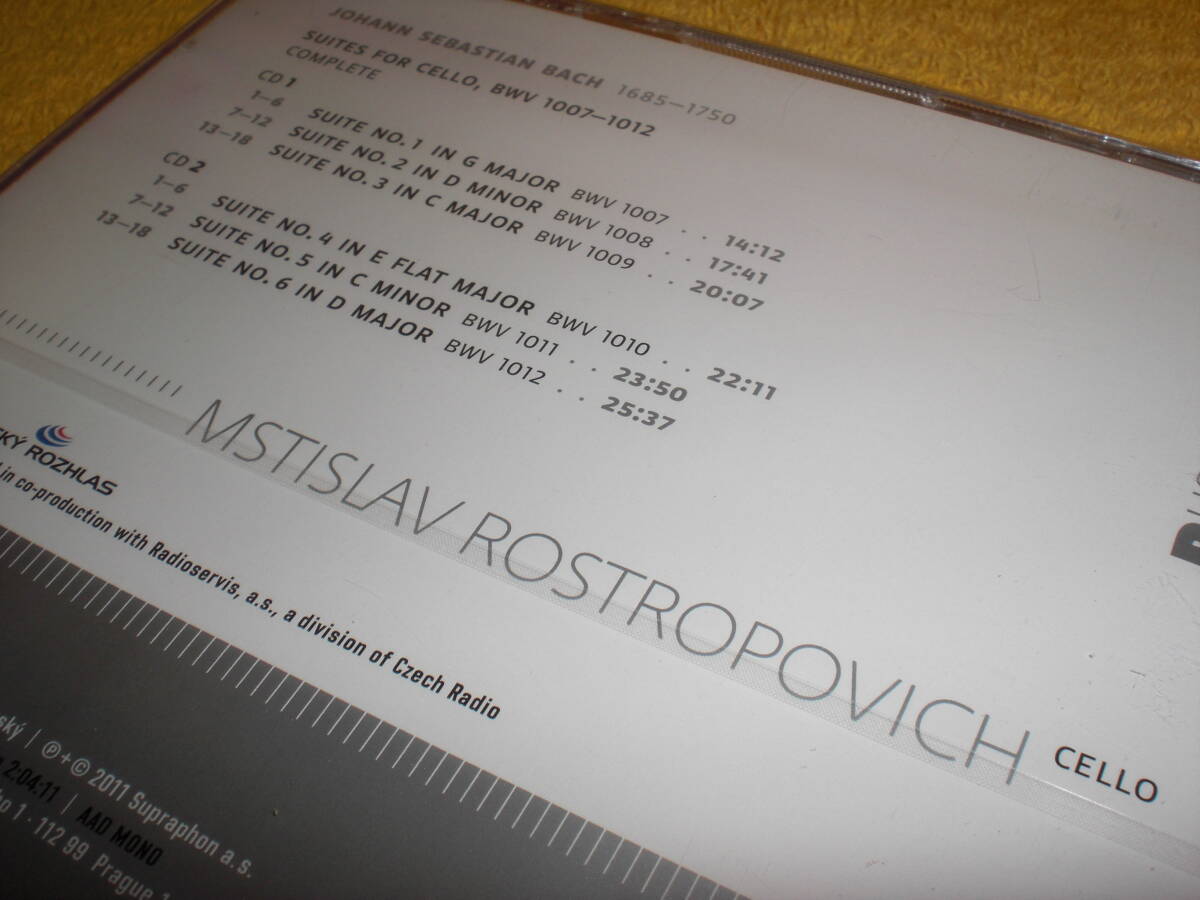 JOHANN SEBASTIAN BACH 1685–1750
SUITES FOR CELLO, BWV 1007–1012
COMPLETE
CD 1
1–6 SUITE NO. 1 IN G MAJOR BWV 1007 . . 14:12
7–12 SUITE NO. 2 IN D MINOR BWV 1008 . . 17:41
13–18 SUITE NO. 3 IN C MAJOR BWV 1009 . . 20:07
CD 2
1–6 SUITE NO. 4 IN E FLAT MAJOR BWV 1010 . . 22:11
7–12 SUITE NO. 5 IN C MINOR BWV 1011 . . 23:50
13–18 SUITE NO. 6 IN D MAJOR BWV 1012 . . 25:37
MSTISLAV ROSTROPOVICH CELLO
ROZHLAS
in co-production with Radioservis, a.s., a division of Czech Radio
| ℗ + © 2011 Supraphon a.s.
2:04:11 | AAD MONO
1 · 112 99 Prague 1